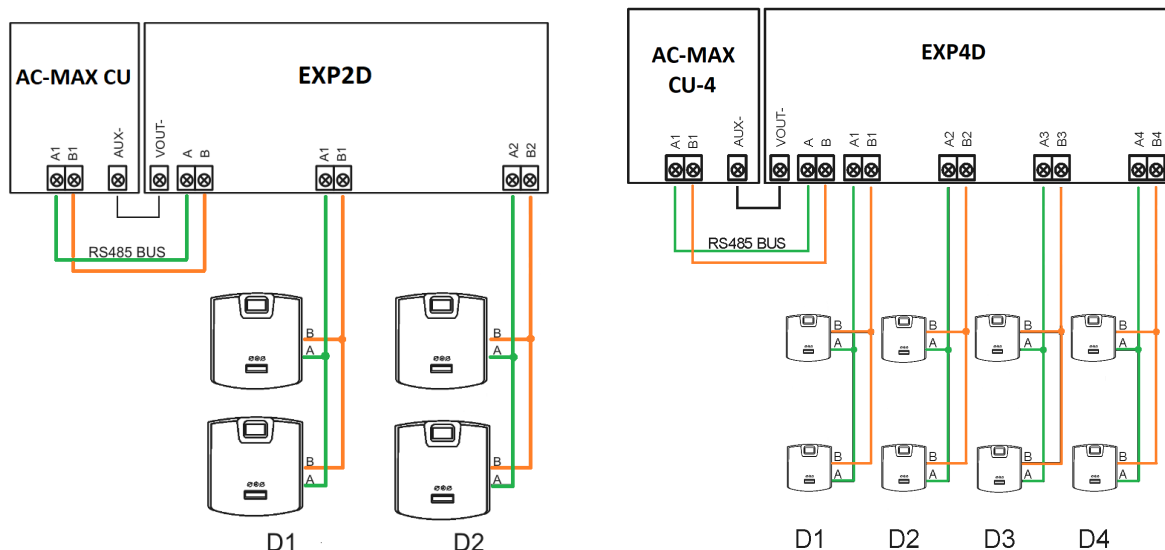 AC-MAX CU
EXP2D
A1
B1
AUX-
VOUT-
A
B
A1
B1
A2
B2
RS485 BUS
B
A
B
A
B
A
B
A
D1
D2
AC-MAX
CU-4
EXP4D
A1
B1
AUX-
VOUT-
A
B
A1
B1
A2
B2
A3
B3
A4
B4
RS485 BUS
B
A
B
A
B
A
B
A
B
A
B
A
B
A
B
A
D1
D2
D3
D4